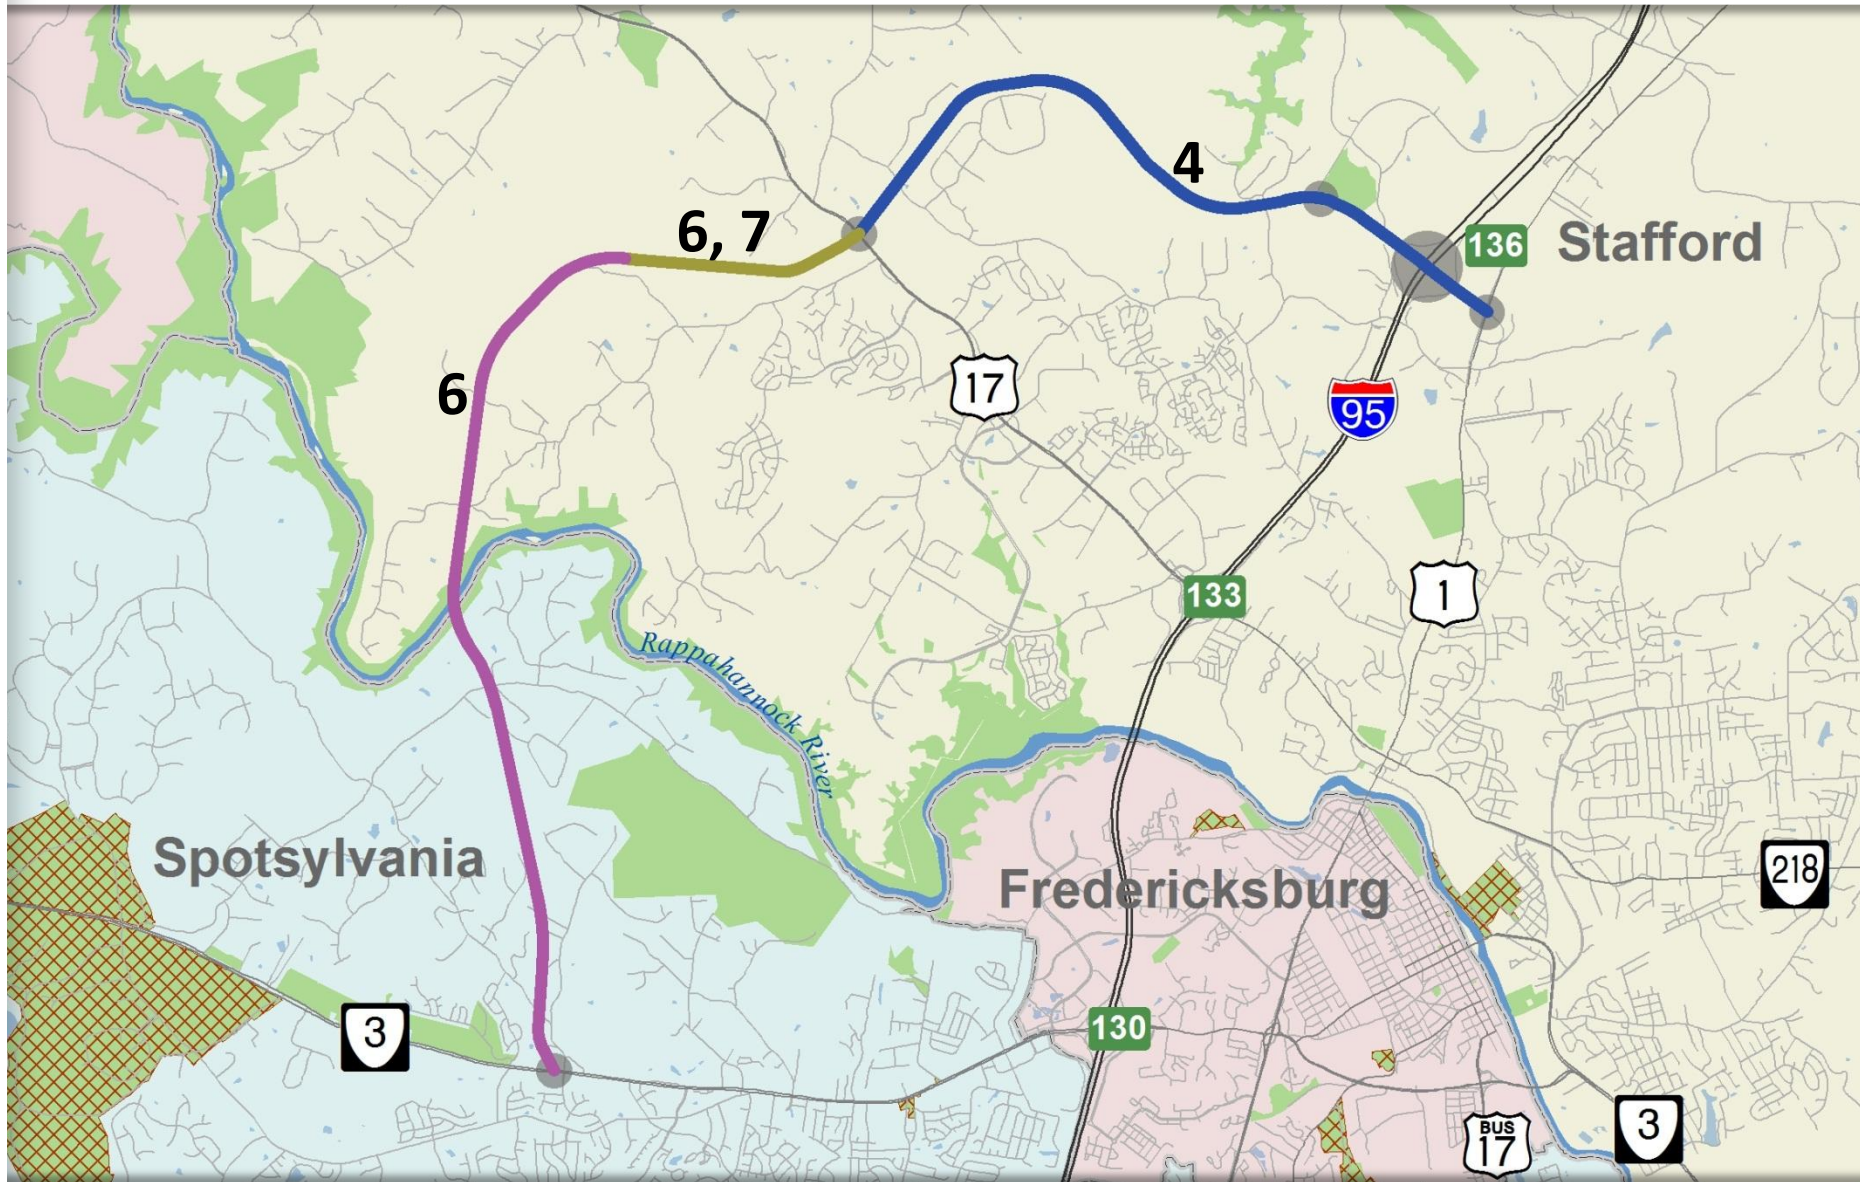 4
6, 7
136
Stafford
17
6
95
133
1
Rappahannock River
Spotsylvania
218
Fredericksburg
3
130
BUS
17
3